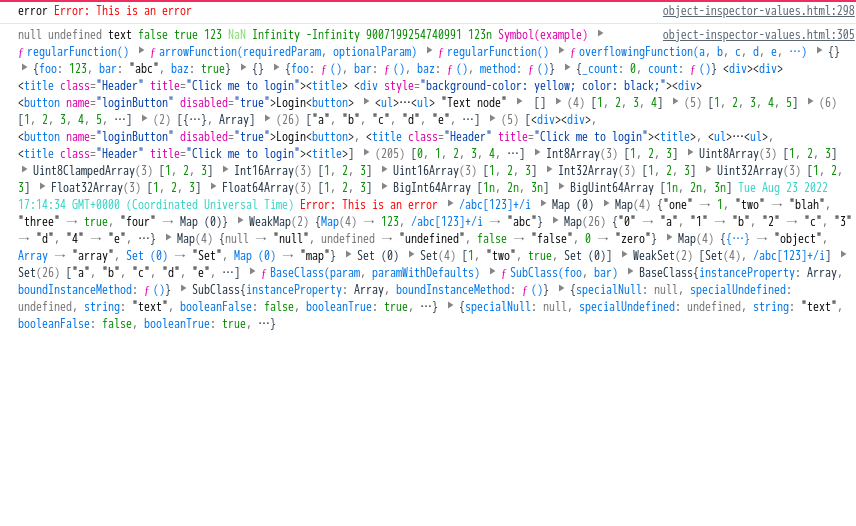 error Error: This is an error object-inspector-values.html:298
null undefined text false true 123 NaN Infinity -Infinity 9007199254740991 123n Symbol(example) ▶ object-inspector-values.html:305
ƒ regularFunction() ▶ ƒ arrowFunction(requiredParam, optionalParam) ▶ ƒ regularFunction() ▶ ƒ overflowingFunction(a, b, c, d, e, …) ▶ {}
▶ {foo: 123, bar: "abc", baz: true} ▶ {} ▶ {foo: ƒ (), bar: ƒ (), baz: ƒ (), method: ƒ ()} ▶ {_count: 0, count: ƒ ()} <div><div>
<title class="Header" title="Click me to login"><title> <div style="background-color: yellow; color: black;"><div>
<button name="loginButton" disabled="true">Login<button> ▶ <ul>⋯<ul> "Text node" ▶ [] ▶ (4) [1, 2, 3, 4] ▶ (5) [1, 2, 3, 4, 5] ▶ (6)
[1, 2, 3, 4, 5, …] ▶ (2) [{…}, Array] ▶ (26) ["a", "b", "c", "d", "e", …] ▶ (5) [<div><div>,
<button name="loginButton" disabled="true">Login<button>, <title class="Header" title="Click me to login"><title>, <ul>⋯<ul>,
<title class="Header" title="Click me to login"><title>] ▶ (205) [0, 1, 2, 3, 4, …] ▶ Int8Array(3) [1, 2, 3] ▶ Uint8Array(3) [1, 2, 3]
▶ Uint8ClampedArray(3) [1, 2, 3] ▶ Int16Array(3) [1, 2, 3] ▶ Uint16Array(3) [1, 2, 3] ▶ Int32Array(3) [1, 2, 3] ▶ Uint32Array(3) [1, 2,
3] ▶ Float32Array(3) [1, 2, 3] ▶ Float64Array(3) [1, 2, 3] ▶ BigInt64Array [1n, 2n, 3n] ▶ BigUint64Array [1n, 2n, 3n] Tue Aug 23 2022
17:14:34 GMT+0000 (Coordinated Universal Time) Error: This is an error ▶ /abc[123]+/i ▶ Map (0) ▶ Map(4) {"one" → 1, "two" → "blah",
"three" → true, "four" → Map (0)} ▶ WeakMap(2) {Map(4) → 123, /abc[123]+/i → "abc"} ▶ Map(26) {"0" → "a", "1" → "b", "2" → "c", "3"
→ "d", "4" → "e", …} ▶ Map(4) {null → "null", undefined → "undefined", false → "false", 0 → "zero"} ▶ Map(4) {{…} → "object",
Array → "array", Set (0) → "Set", Map (0) → "map"} ▶ Set (0) ▶ Set(4) [1, "two", true, Set (0)] ▶ WeakSet(2) [Set(4), /abc[123]+/i] ▶
Set(26) ["a", "b", "c", "d", "e", …] ▶ ƒ BaseClass(param, paramWithDefaults) ▶ ƒ SubClass(foo, bar) ▶ BaseClass{instanceProperty: Array,
boundInstanceMethod: ƒ ()} ▶ SubClass{instanceProperty: Array, boundInstanceMethod: ƒ ()} ▶ {specialNull: null, specialUndefined:
undefined, string: "text", booleanFalse: false, booleanTrue: true, …} ▶ {specialNull: null, specialUndefined: undefined, string: "text",
booleanFalse: false, booleanTrue: true, …}